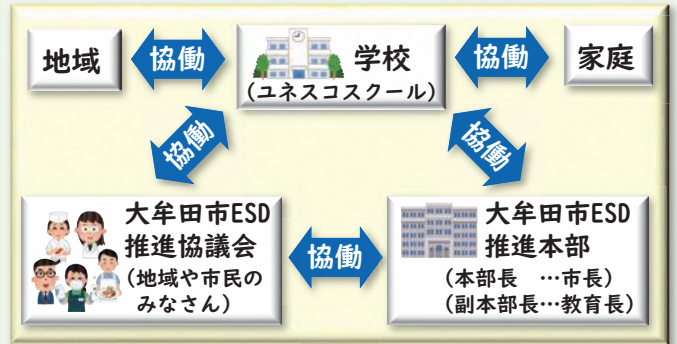 地域
協働
学校
(ユネスコスクール)
協働
家庭
協働
協働
大牟田市ESD
推進協議会
(地域や市民の
みなさん)
協働
大牟田市ESD
推進本部
(本部長 …市長)
(副本部長…教育長)